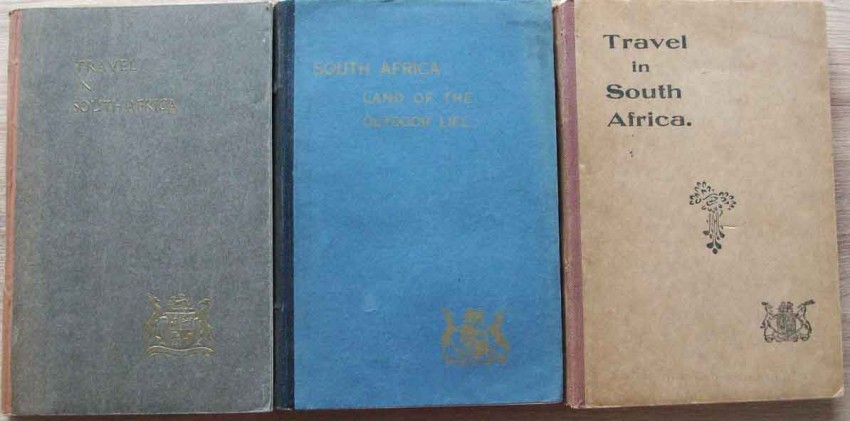 TRAVEL
IN
SOUTH AFRICA
SOUTH AFRICA
LAND OF THE
OUTDOOR LIFE
Travel
in
South
Africa.